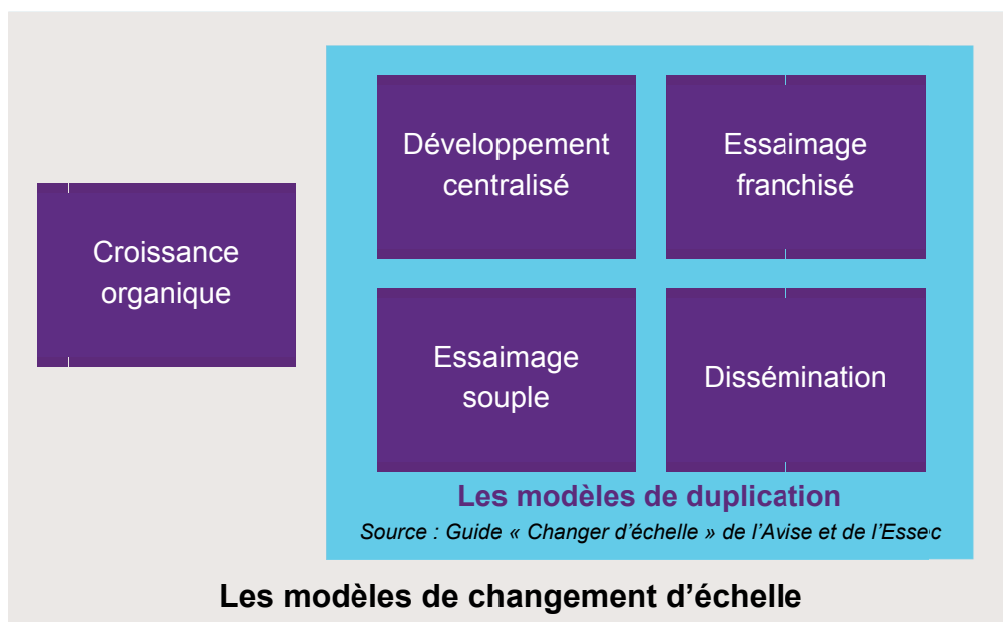 Croissance
organique
Développement
centralisé
Essaimage
franchisé
Essaimage
souple
Dissémination
Les modèles de duplication
Source : Guide « Changer d’échelle » de l’Avise et de l’Essec
Les modèles de changement d’échelle